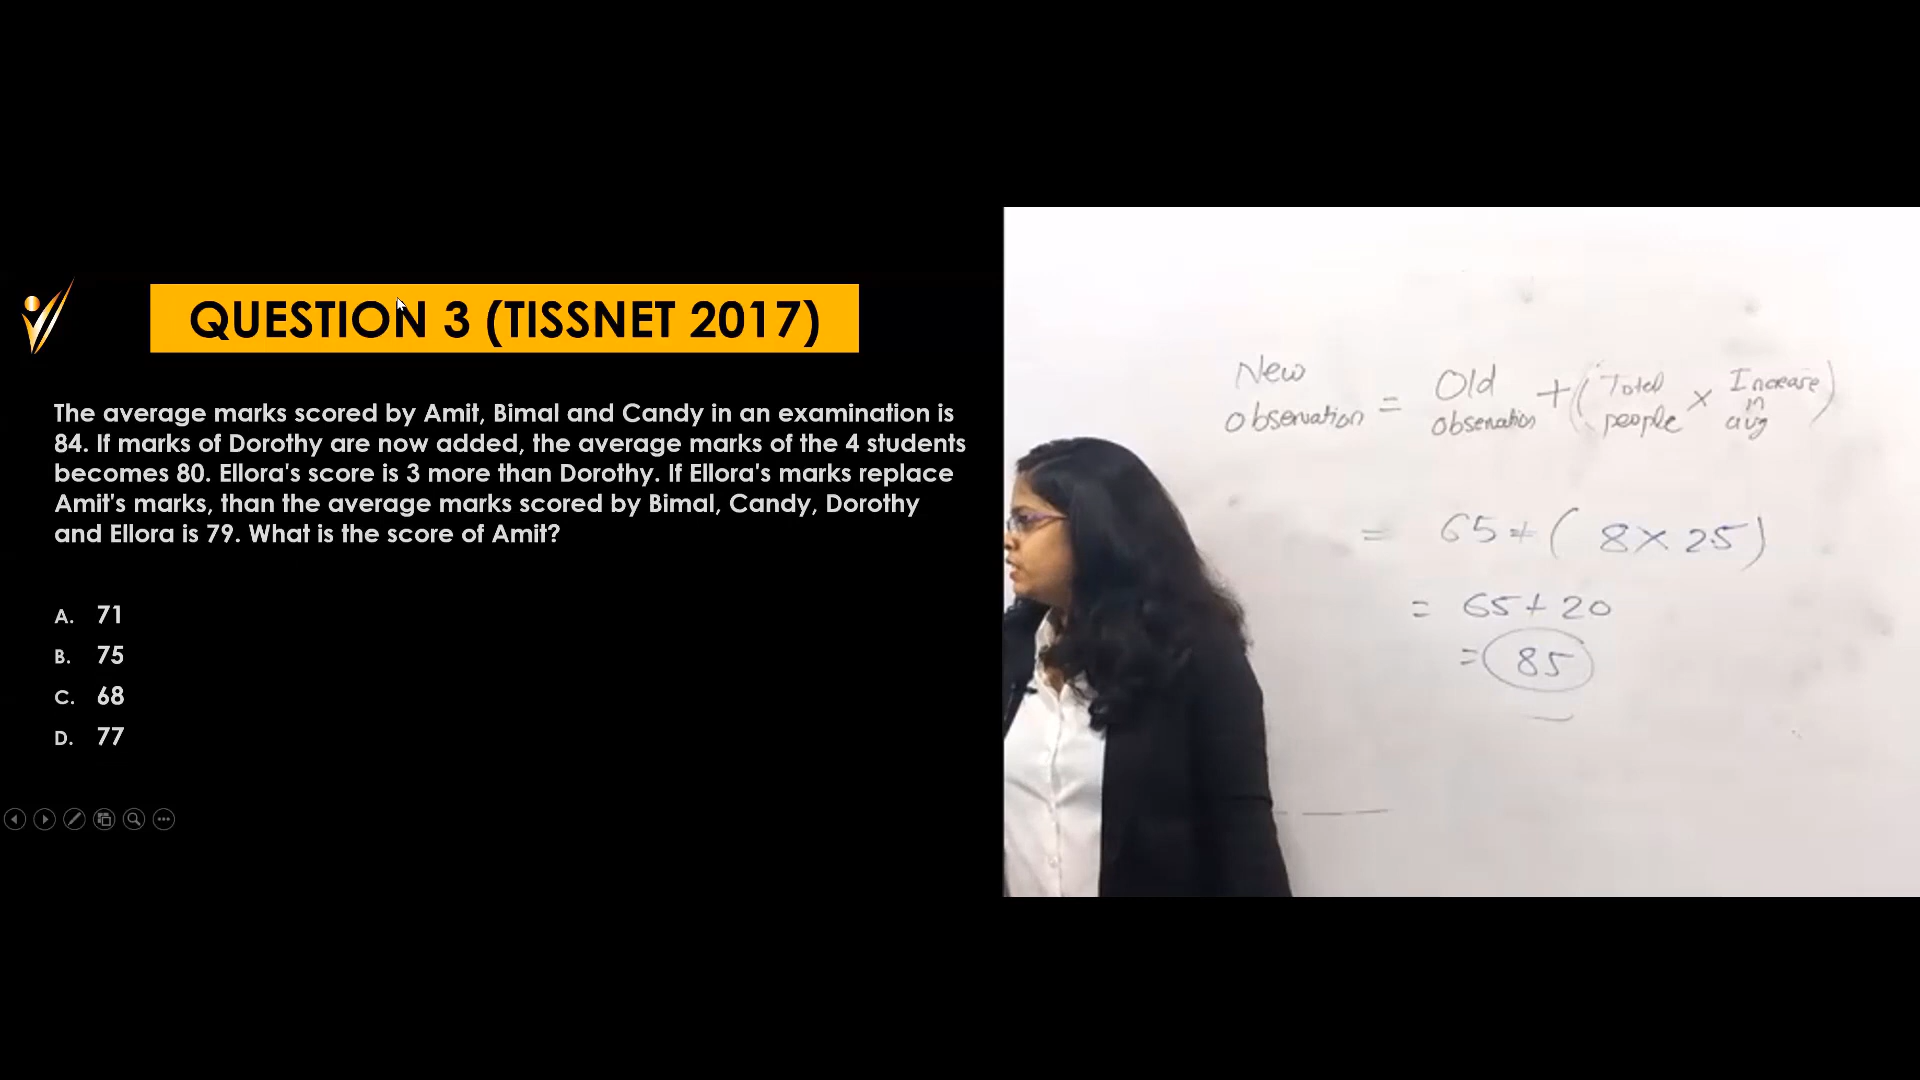 QUESTION 3 (TISSNET 2017)
The average marks scored by Amit, Bimal and Candy in an examination is
84. If marks of Dorothy are now added, the average marks of the 4 students
becomes 80. Ellora's score is 3 more than Dorothy. If Ellora's marks replace
Amit's marks, than the average marks scored by Bimal, Candy, Dorothy
and Ellora is 79. What is the score of Amit?
A. 71
B. 75
C. 68
D. 77
New observation = Old observation + (Total people × Increase in avg)
= 65 + ( 8 × 2.5 )
= 65 + 20
= 85